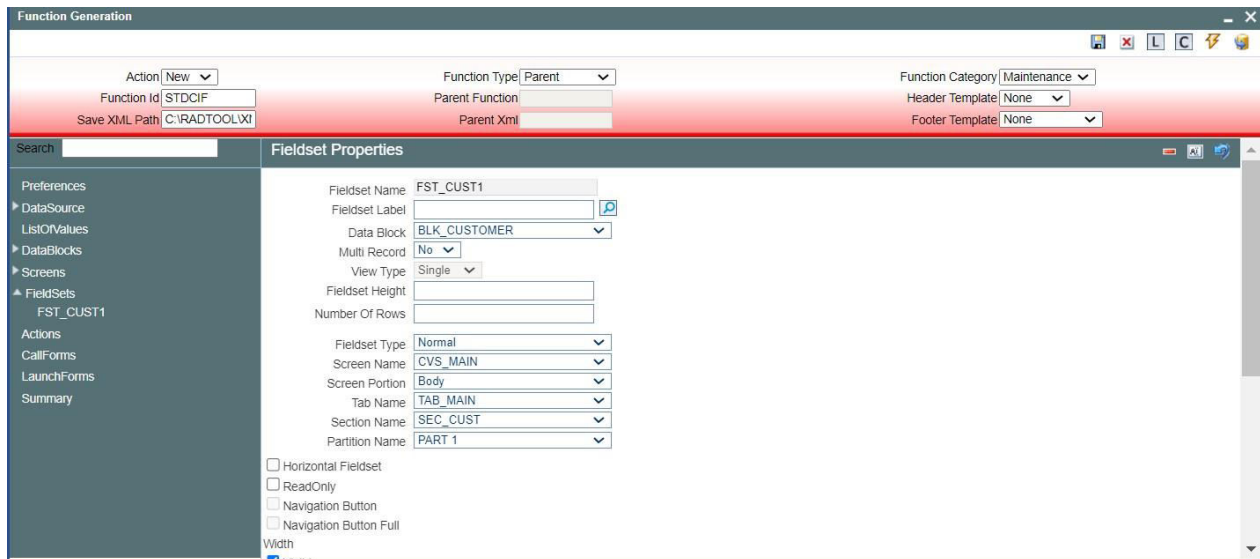 Function Generation
L C
Action New Function Type Parent Function Category Maintenance
Function Id STDCIF Parent Function Header Template None
Save XML Path C:\RADTOOL\XI Parent Xml Footer Template None
Search Fieldset Properties
Preferences
DataSource
ListOfValues
DataBlocks
Screens
FieldSets
FST_CUST1
Actions
CallForms
LaunchForms
Summary
Fieldset Name FST_CUST1
Fieldset Label
Data Block BLK_CUSTOMER
Multi Record No
View Type Single
Fieldset Height
Number Of Rows
Fieldset Type Normal
Screen Name CVS_MAIN
Screen Portion Body
Tab Name TAB_MAIN
Section Name SEC_CUST
Partition Name PART 1
Horizontal Fieldset
ReadOnly
Navigation Button
Navigation Button Full
Width